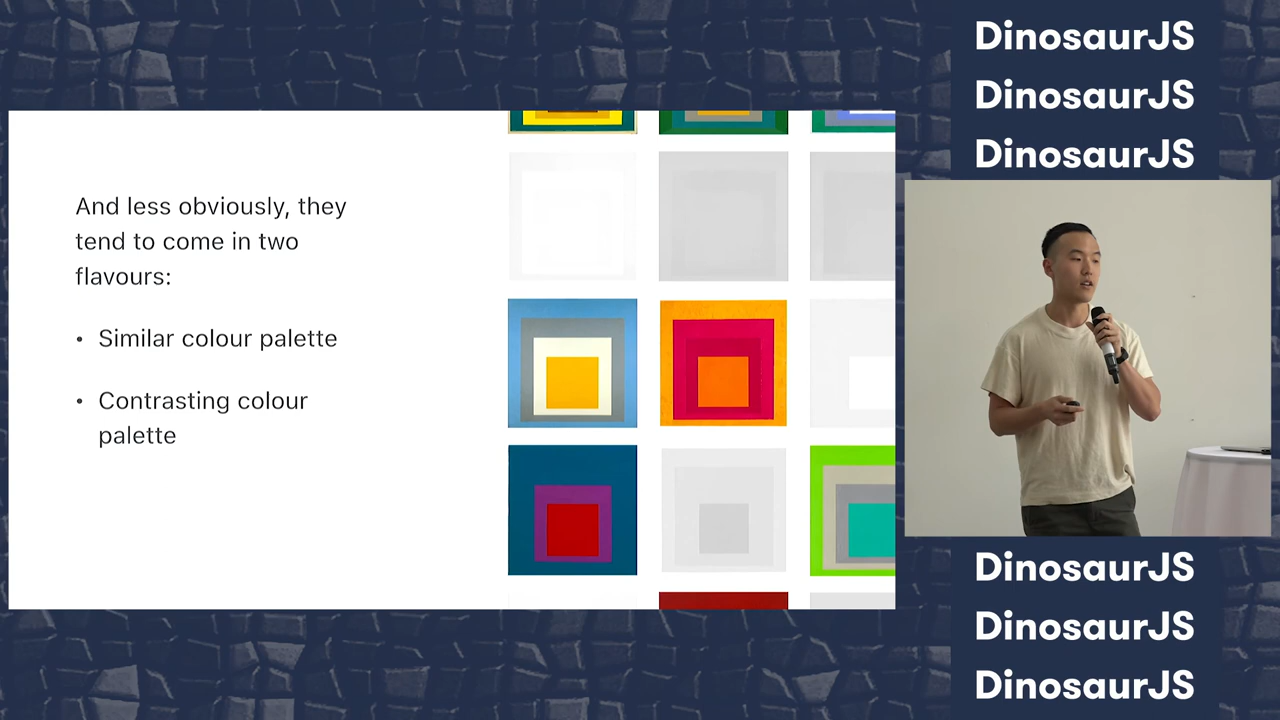 And less obviously, they
tend to come in two
flavours:
• Similar colour palette
• Contrasting colour
palette
DinosaurJS
DinosaurJS
DinosaurJS
DinosaurJS
DinosaurJS
DinosaurJS